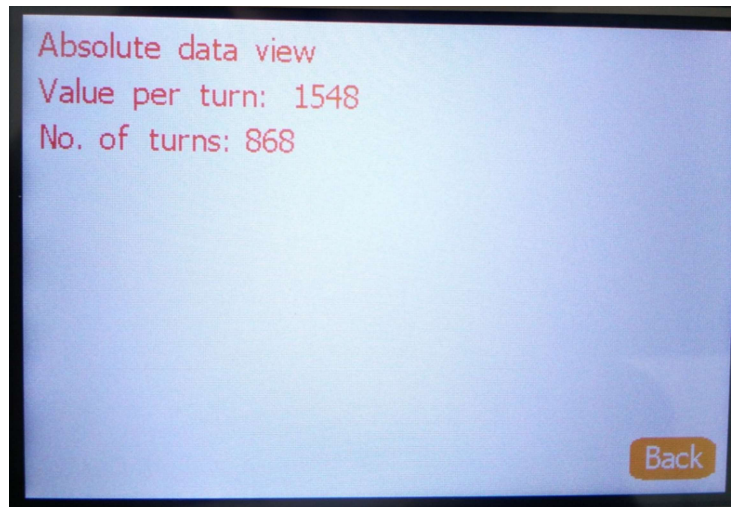 Absolute data view
Value per turn: 1548
No. of turns: 868
Back